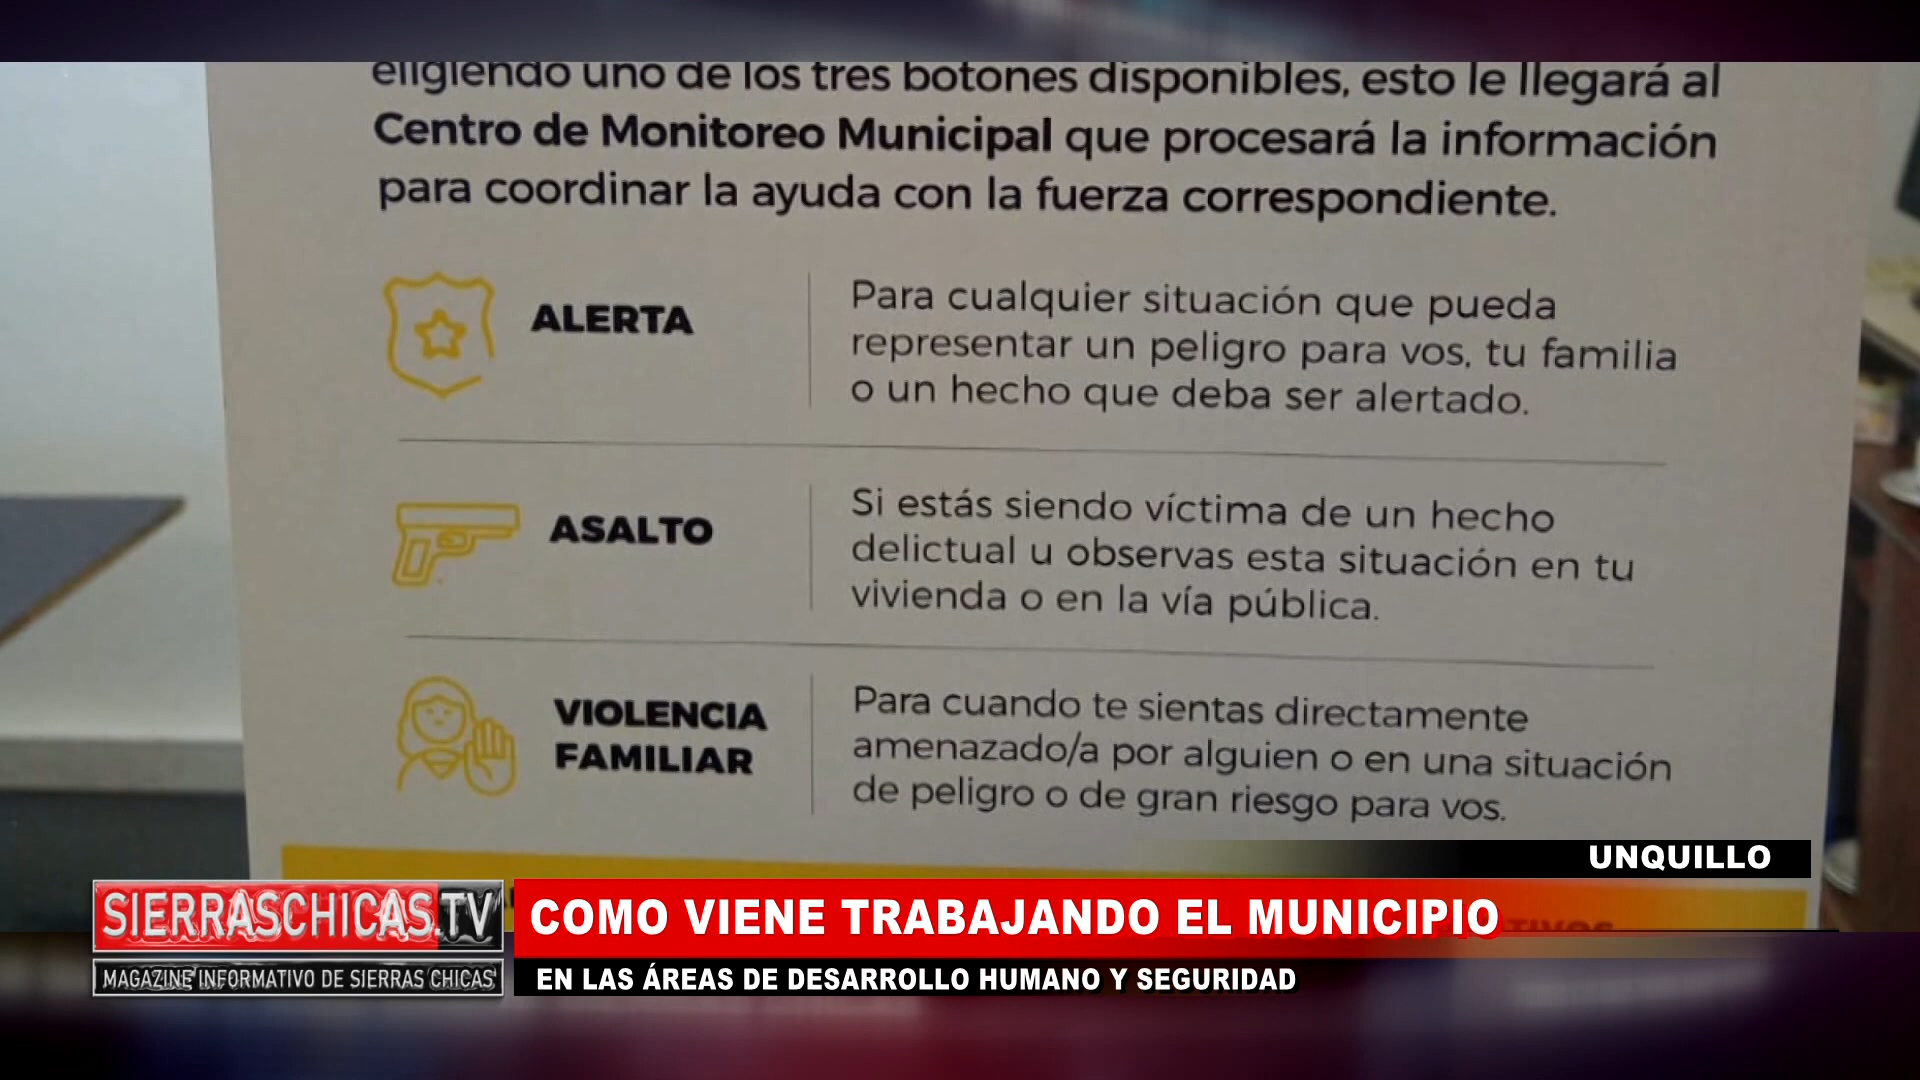 eligiendo uno de los tres botones disponibles, esto le llegará al
Centro de Monitoreo Municipal que procesará la información
para coordinar la ayuda con la fuerza correspondiente.
ALERTA
Para cualquier situación que pueda
representar un peligro para vos, tu familia
o un hecho que deba ser alertado.
ASALTO
Si estás siendo víctima de un hecho
delictual u observas esta situación en tu
vivienda o en la vía pública.
VIOLENCIA
FAMILIAR
Para cuando te sientas directamente
amenazado/a por alguien o en una situación
de peligro o de gran riesgo para vos.
UNQUILLO
SIERRASCHICAS.TV
COMO VIENE TRABAJANDO EL MUNICIPIO
MAGAZINE INFORMATIVO DE SIERRAS CHICAS
EN LAS ÁREAS DE DESARROLLO HUMANO Y SEGURIDAD